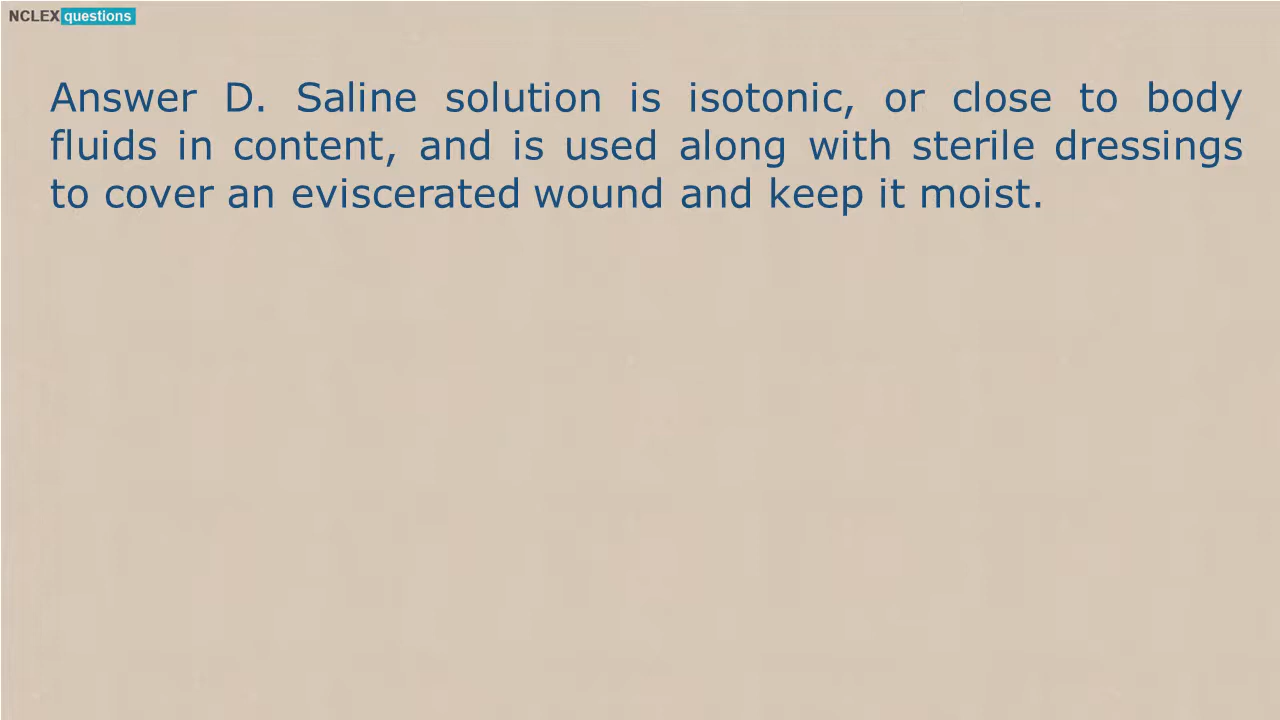 NCLEX questions
Answer D. Saline solution is isotonic, or close to body
fluids in content, and is used along with sterile dressings
to cover an eviscerated wound and keep it moist.